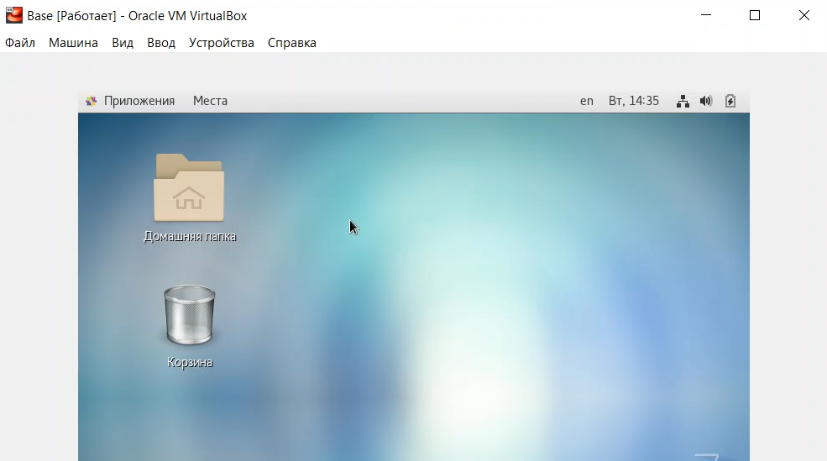 Base [Работает] - Oracle VM VirtualBox
Файл Машина Вид Ввод Устройства Справка
Приложения Места en Вт, 14:35
Домашняя папка
Корзина